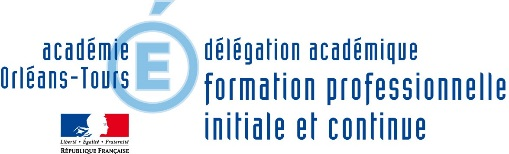 académie
Orléans-Tours
É
délégation académique
formation professionnelle
initiale et continue
Liberté • Égalité • Fraternité
RÉPUBLIQUE FRANÇAISE